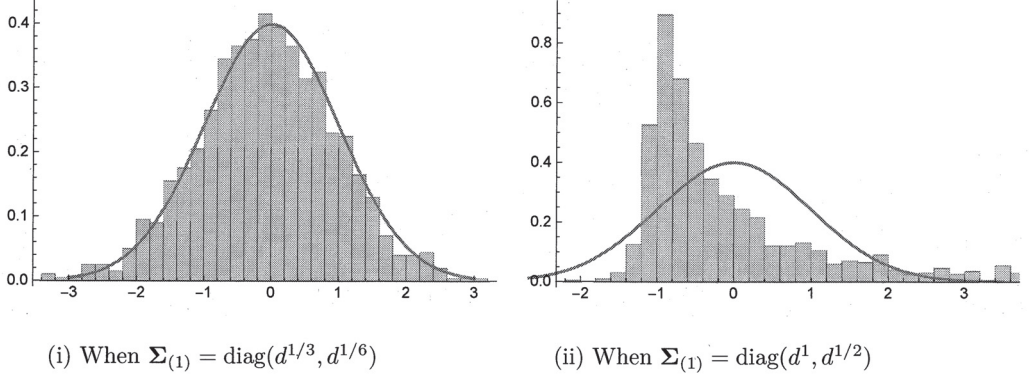 0.4
0.3
0.2
0.1
0.0
-3 -2 -1 0 1 2 3
0.8
0.6
0.4
0.2
0.0
-2 -1 0 1 2 3
(i) When Σ(1) = diag(d^{1/3}, d^{1/6})
(ii) When Σ(1) = diag(d^1, d^{1/2})